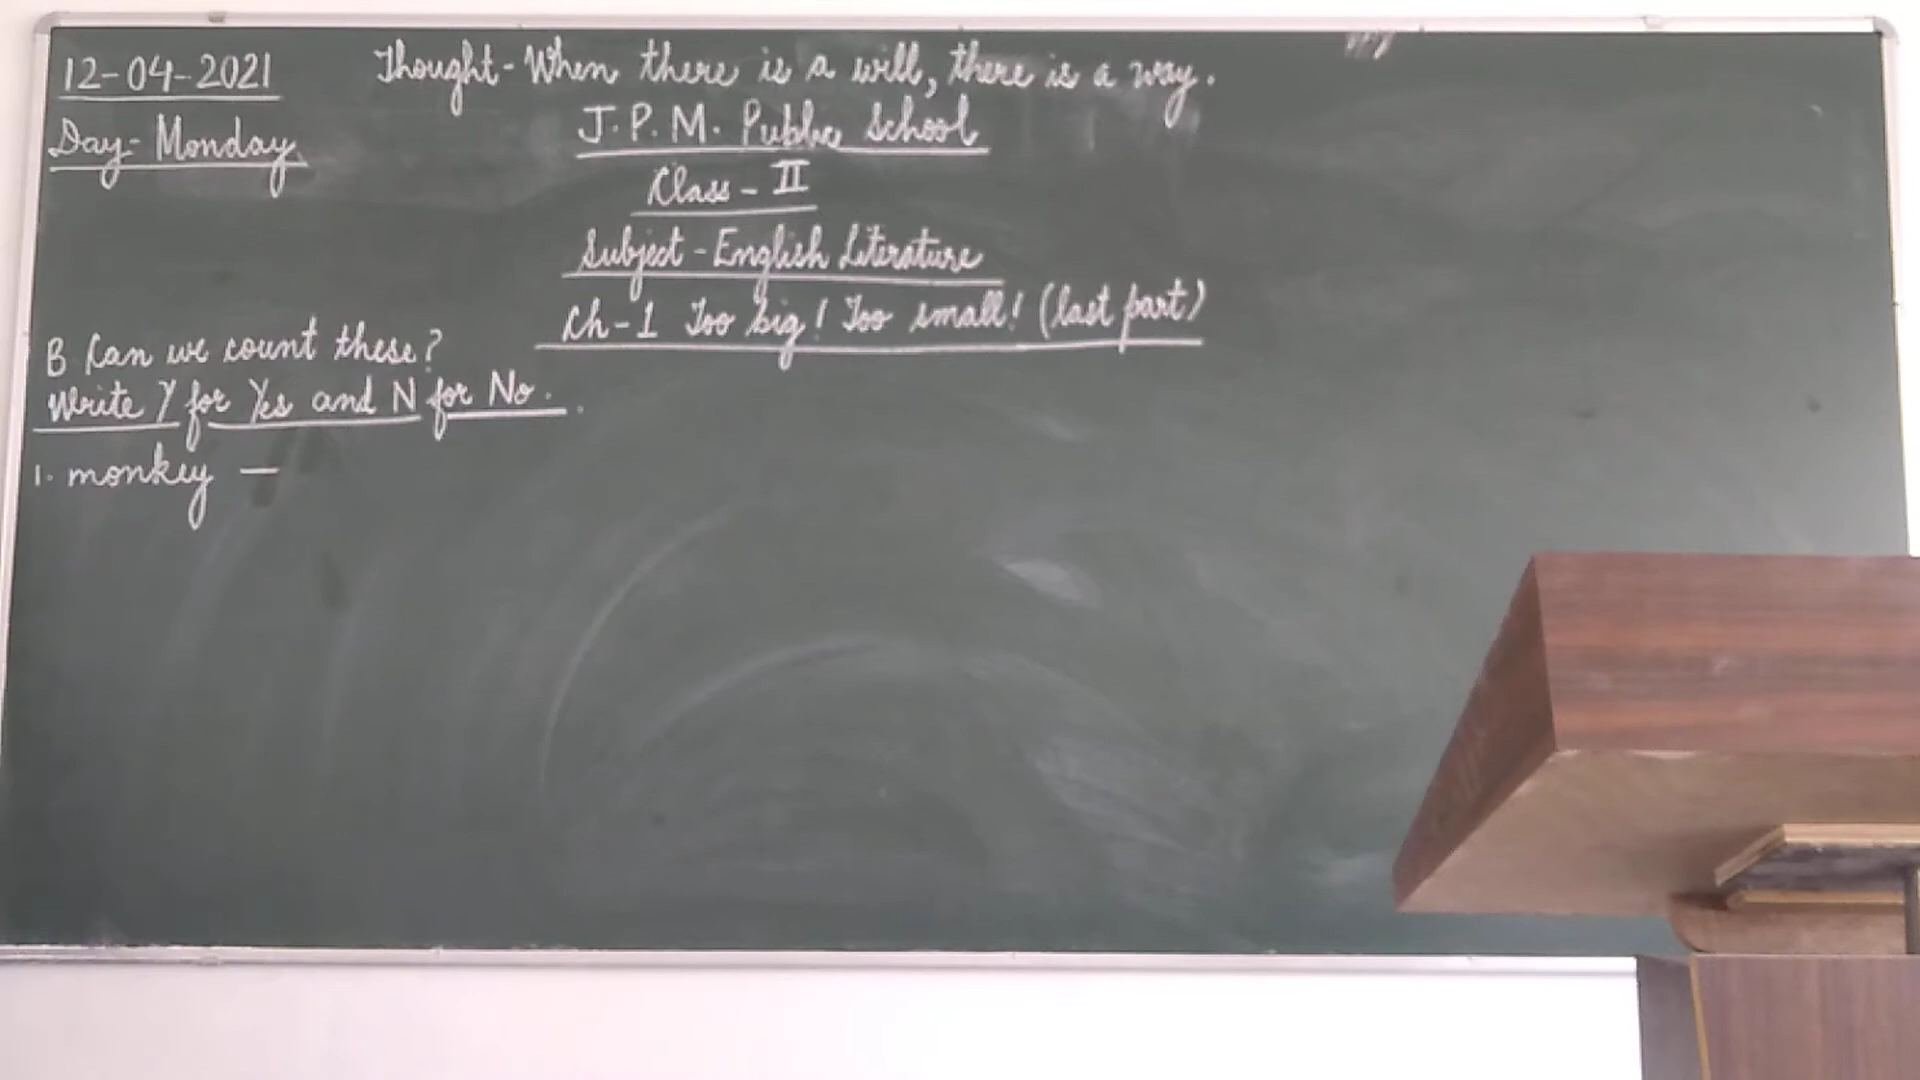 12-04-2021 Thought - When there is a will, there is a way.
Day- Monday J.P.M. Public School
Class - II
Subject - English Literature
Ch-1 Too big! Too small! (last part)
B Can we count these?
Write Y for Yes and N for No.
1. monkey —